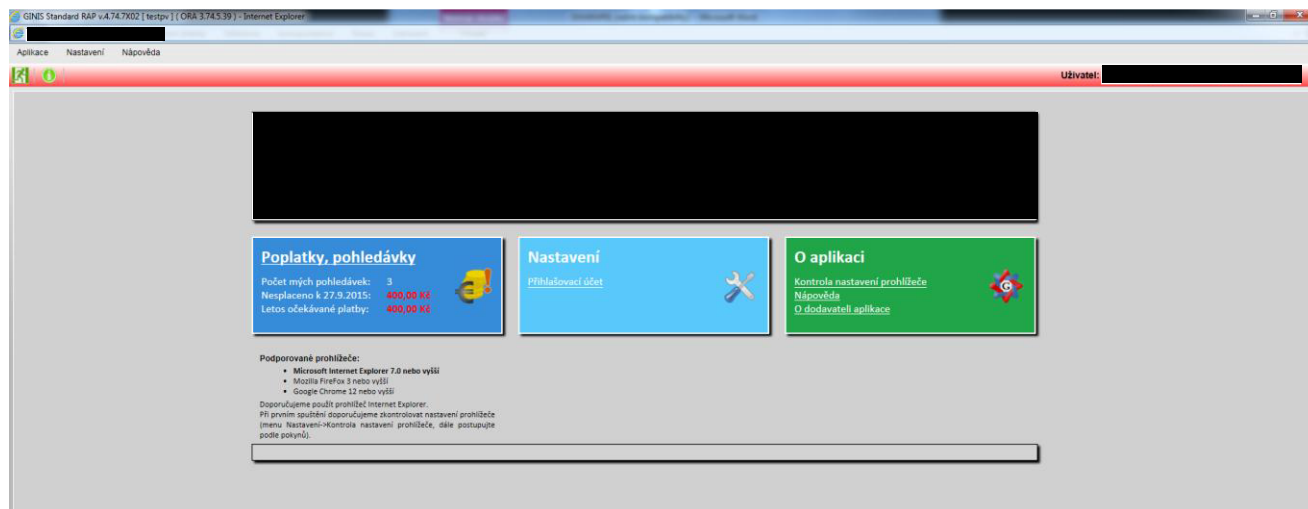 GINIS Standard RAP v.4.74.7X02 [ testpv ] ( ORA 3.74.5.39 ) - Internet Explorer
Aplikace Nastavení Nápověda
Uživatel:
Poplatky, pohledávky
Počet mých pohledávek: 3
Nesplaceno k 27.9.2015: 400,00 Kč
Letos očekávané platby: 400,00 Kč
Nastavení
Přihlašovací účet
O aplikaci
Kontrola nastavení prohlížeče
Nápověda
O dodavateli aplikace
G
Podporované prohlížeče:
Microsoft Internet Explorer 7.0 nebo vyšší
Mozilla FireFox 3 nebo vyšší
Google Chrome 12 nebo vyšší
Doporučujeme použít prohlížeč Internet Explorer.
Při prvním spuštění doporučujeme zkontrolovat nastavení prohlížeče
(menu Nastavení->Kontrola nastavení prohlížeče, dále postupujte
podle pokynů).